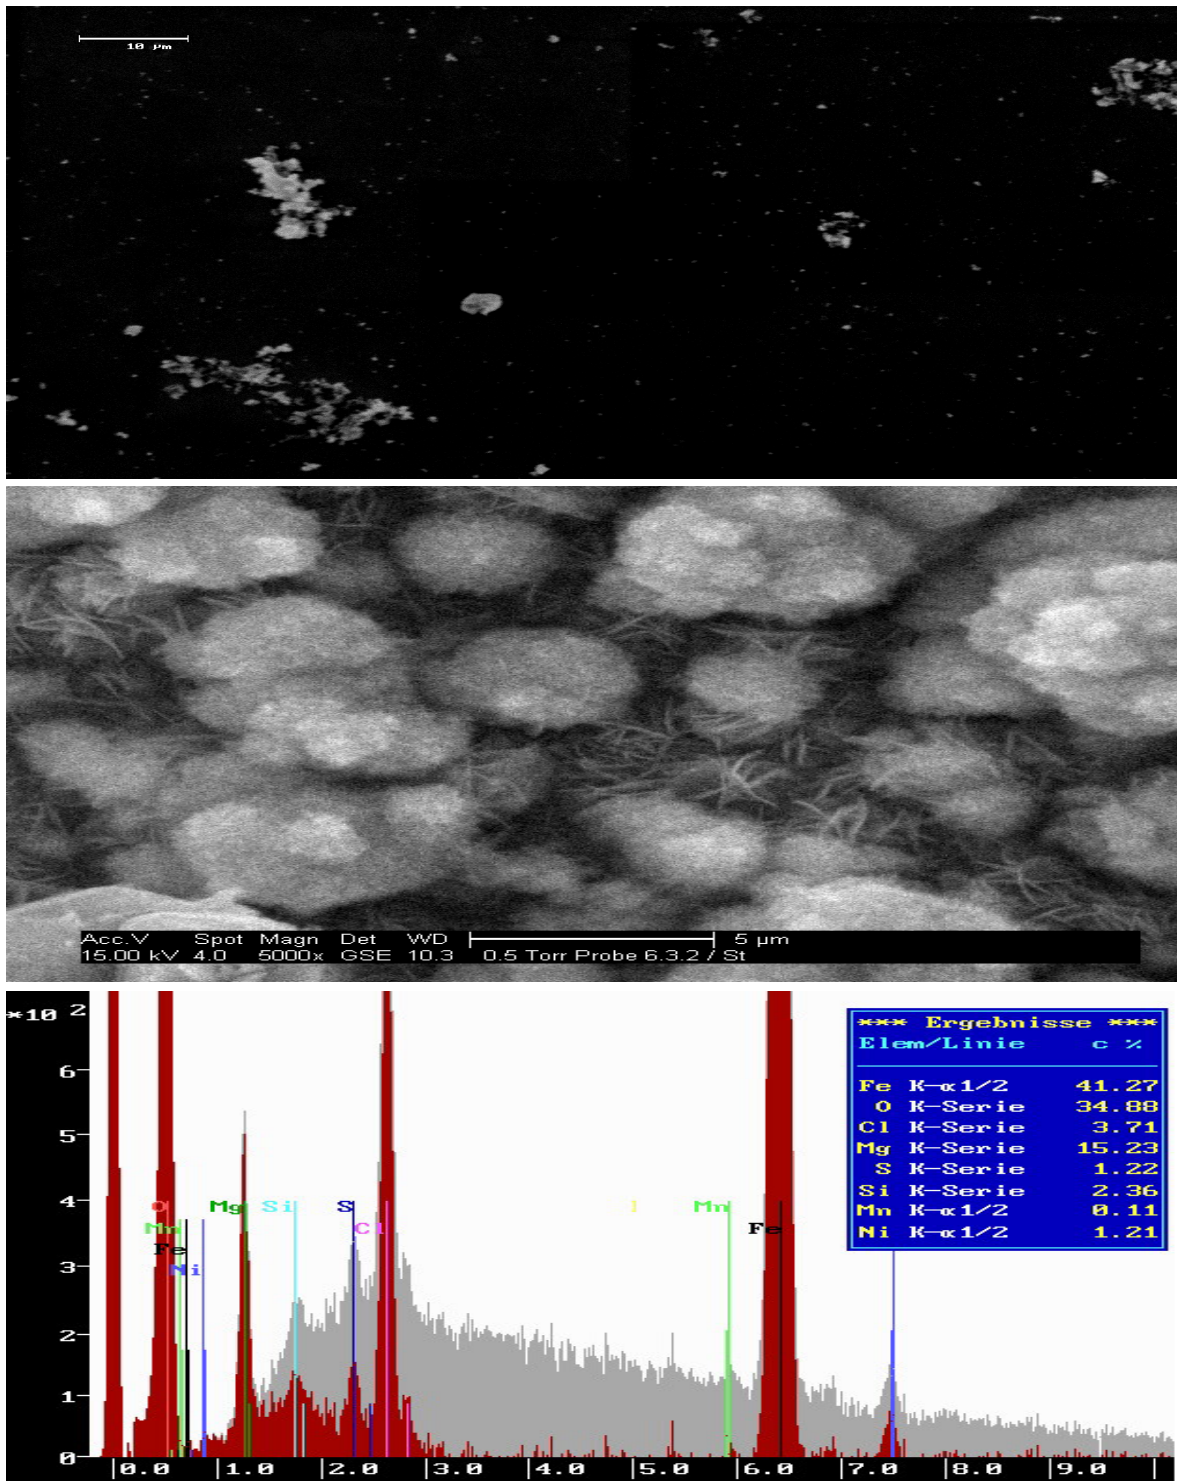 10 µm
Acc.V Spot Magn Det WD 5 µm
15.00 kV 4.0 5000x GSE 10.3 0.5 Torr Probe 6.3.2 / St
*10 2
*** Ergebnisse ***
Elem/Linie c %
Fe K-α1/2 41.27
O K-Serie 34.88
Cl K-Serie 3.71
Mg K-Serie 15.23
S K-Serie 1.22
Si K-Serie 2.36
Mn K-α1/2 0.11
Ni K-α1/2 1.21
6
5
4
O Mg Si S Mn
Mn Cl Fe
Fe
Ni
3
2
1
0
0.0 1.0 2.0 3.0 4.0 5.0 6.0 7.0 8.0 9.0